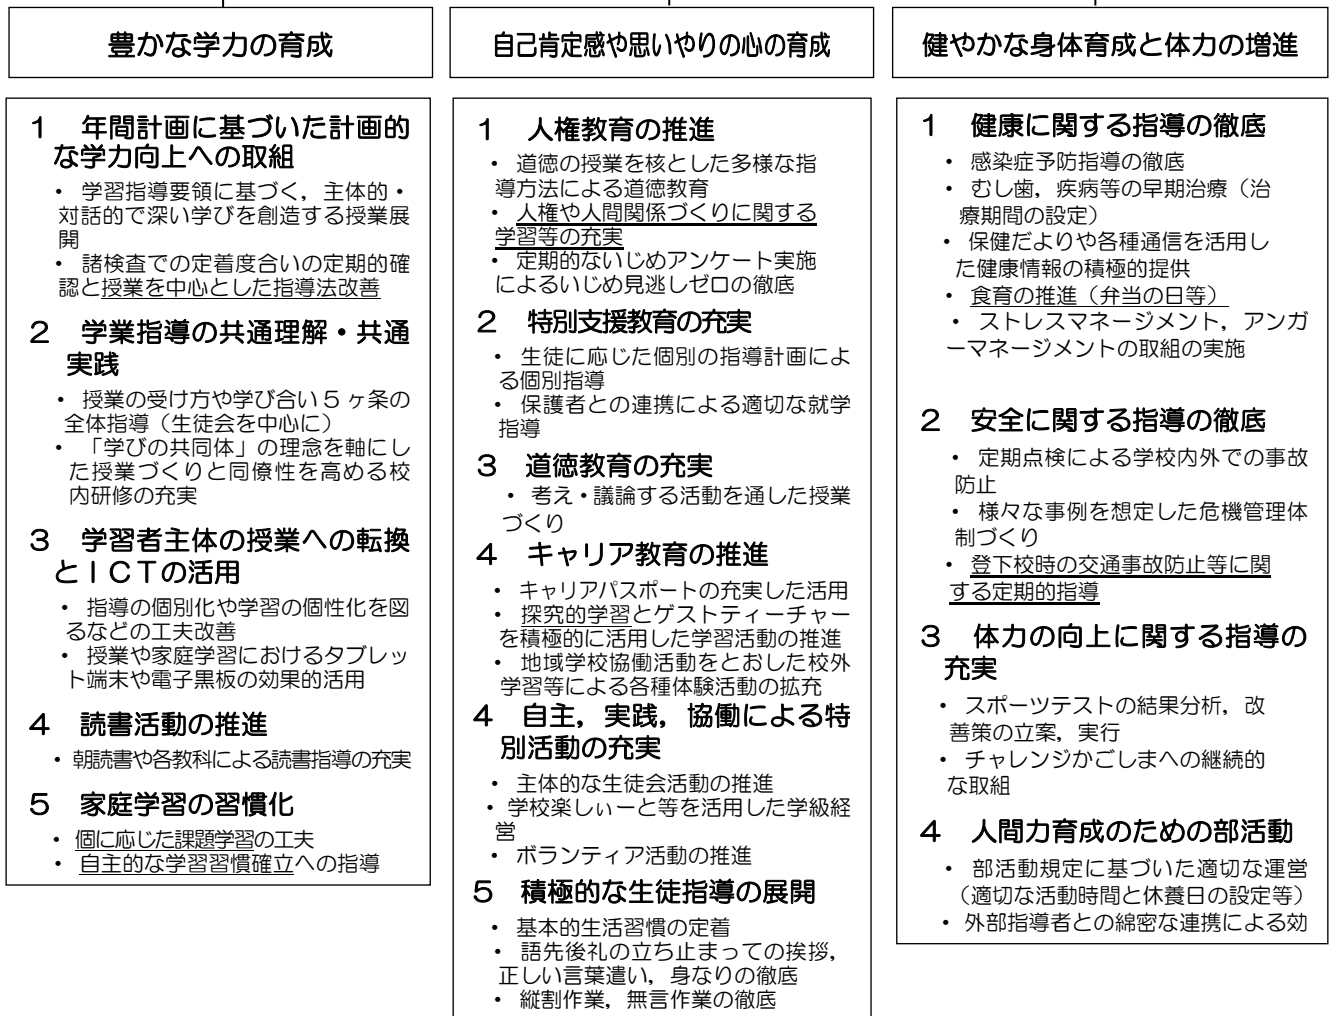 豊かな学力の育成
1 年間計画に基づいた計画的
な学力向上への取組
・ 学習指導要領に基づく，主体的・
対話的で深い学びを創造する授業展
開
・ 諸検査での定着度合いの定期的確
認と授業を中心とした指導法改善
2 学業指導の共通理解・共通
実践
・ 授業の受け方や学び合い５ヶ条の
全体指導（生徒会を中心に）
・ 「学びの共同体」の理念を軸にし
た授業づくりと同僚性を高める校
内研修の充実
3 学習者主体の授業への転換
とＩＣＴの活用
・ 指導の個別化や学習の個性化を図
るなどの工夫改善
・ 授業や家庭学習におけるタブレッ
ト端末や電子黒板の効果的活用
4 読書活動の推進
・ 朝読書や各教科による読書指導の充実
5 家庭学習の習慣化
・ 個に応じた課題学習の工夫
・ 自主的な学習習慣確立への指導
自己肯定感や思いやりの心の育成
1 人権教育の推進
・ 道徳の授業を核とした多様な指
導方法による道徳教育
・ 人権や人間関係づくりに関する
学習等の充実
・ 定期的ないじめアンケート実施
によるいじめ見逃しゼロの徹底
2 特別支援教育の充実
・ 生徒に応じた個別の指導計画によ
る個別指導
・ 保護者との連携による適切な就学
指導
3 道徳教育の充実
・ 考え・議論する活動を通した授業
づくり
4 キャリア教育の推進
・ キャリアパスポートの充実した活用
・ 探究的学習とゲストティーチャー
を積極的に活用した学習活動の推進
・ 地域学校協働活動をとおした校外
学習等による各種体験活動の拡充
4 自主，実践，協働による特
別活動の充実
・ 主体的な生徒会活動の推進
・ 学校楽しぃーと等を活用した学級経
営
・ ボランティア活動の推進
5 積極的な生徒指導の展開
・ 基本的生活習慣の定着
・ 語先後礼の立ち止まっての挨拶，
正しい言葉遣い，身なりの徹底
・ 縦割作業，無言作業の徹底
健やかな身体育成と体力の増進
1 健康に関する指導の徹底
・ 感染症予防指導の徹底
・ むし歯，疾病等の早期治療（治
療期間の設定）
・ 保健だよりや各種通信を活用し
た健康情報の積極的提供
・ 食育の推進（弁当の日等）
・ ストレスマネージメント，アンガ
ーマネージメントの取組の実施
2 安全に関する指導の徹底
・ 定期点検による学校内外での事故
防止
・ 様々な事例を想定した危機管理体
制づくり
・ 登下校時の交通事故防止等に関
する定期的指導
3 体力の向上に関する指導の
充実
・ スポーツテストの結果分析，改
善策の立案，実行
・ チャレンジかごしまへの継続的
な取組
4 人間力育成のための部活動
・ 部活動規定に基づいた適切な運営
（適切な活動時間と休養日の設定等）
・ 外部指導者との綿密な連携による効